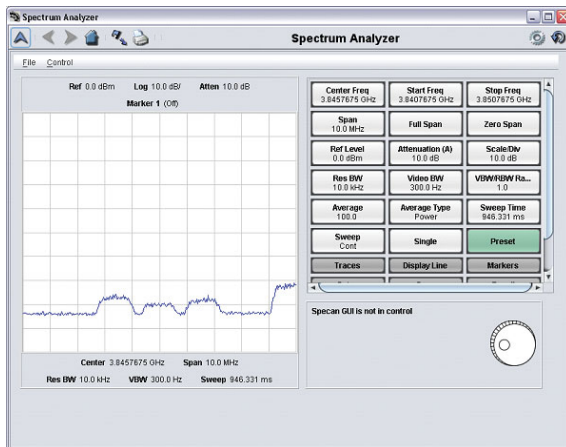 Spectrum Analyzer
Spectrum Analyzer
File Control
Ref 0.0 dBm Log 10.0 dB/ Atten 10.0 dB
Marker 1 (Off)
Center 3.8457675 GHz Span 10.0 MHz
Res BW 10.0 kHz VBW 300.0 Hz Sweep 946.331 ms
Center Freq
3.8457675 GHz
Start Freq
3.8407675 GHz
Stop Freq
3.8507675 GHz
Span
10.0 MHz
Full Span
Zero Span
Ref Level
0.0 dBm
Attenuation (A)
10.0 dB
Scale/Div
10.0 dB
Res BW
10.0 kHz
Video BW
300.0 Hz
VBW/RBW Ra...
1.0
Average
100.0
Average Type
Power
Sweep Time
946.331 ms
Sweep
Cont
Single
Preset
Traces
Display Line
Markers
Specan GUI is not in control